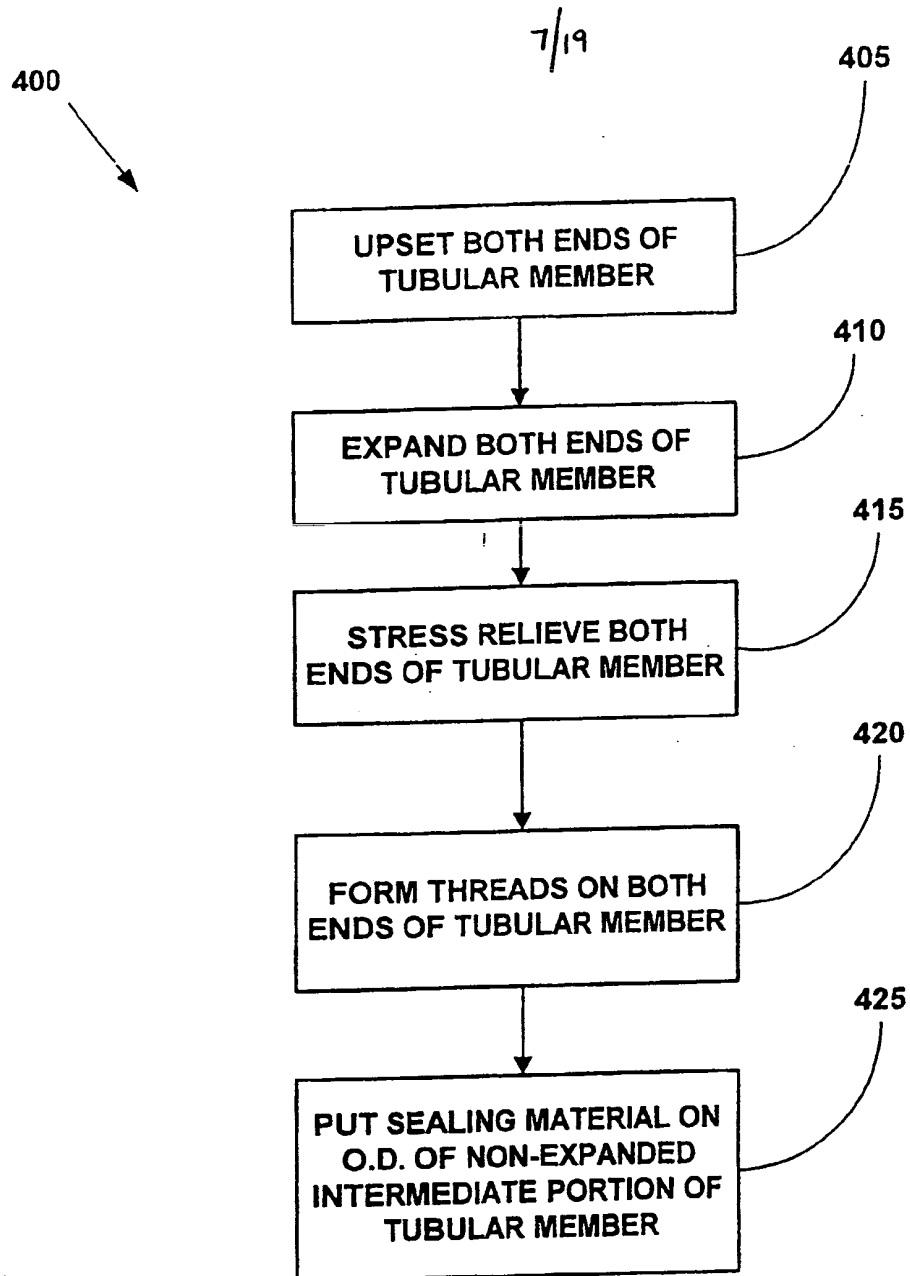 7/19
400
405
UPSET BOTH ENDS OF
TUBULAR MEMBER
410
EXPAND BOTH ENDS OF
TUBULAR MEMBER
415
STRESS RELIEVE BOTH
ENDS OF TUBULAR MEMBER
420
FORM THREADS ON BOTH
ENDS OF TUBULAR MEMBER
425
PUT SEALING MATERIAL ON
O.D. OF NON-EXPANDED
INTERMEDIATE PORTION OF
TUBULAR MEMBER